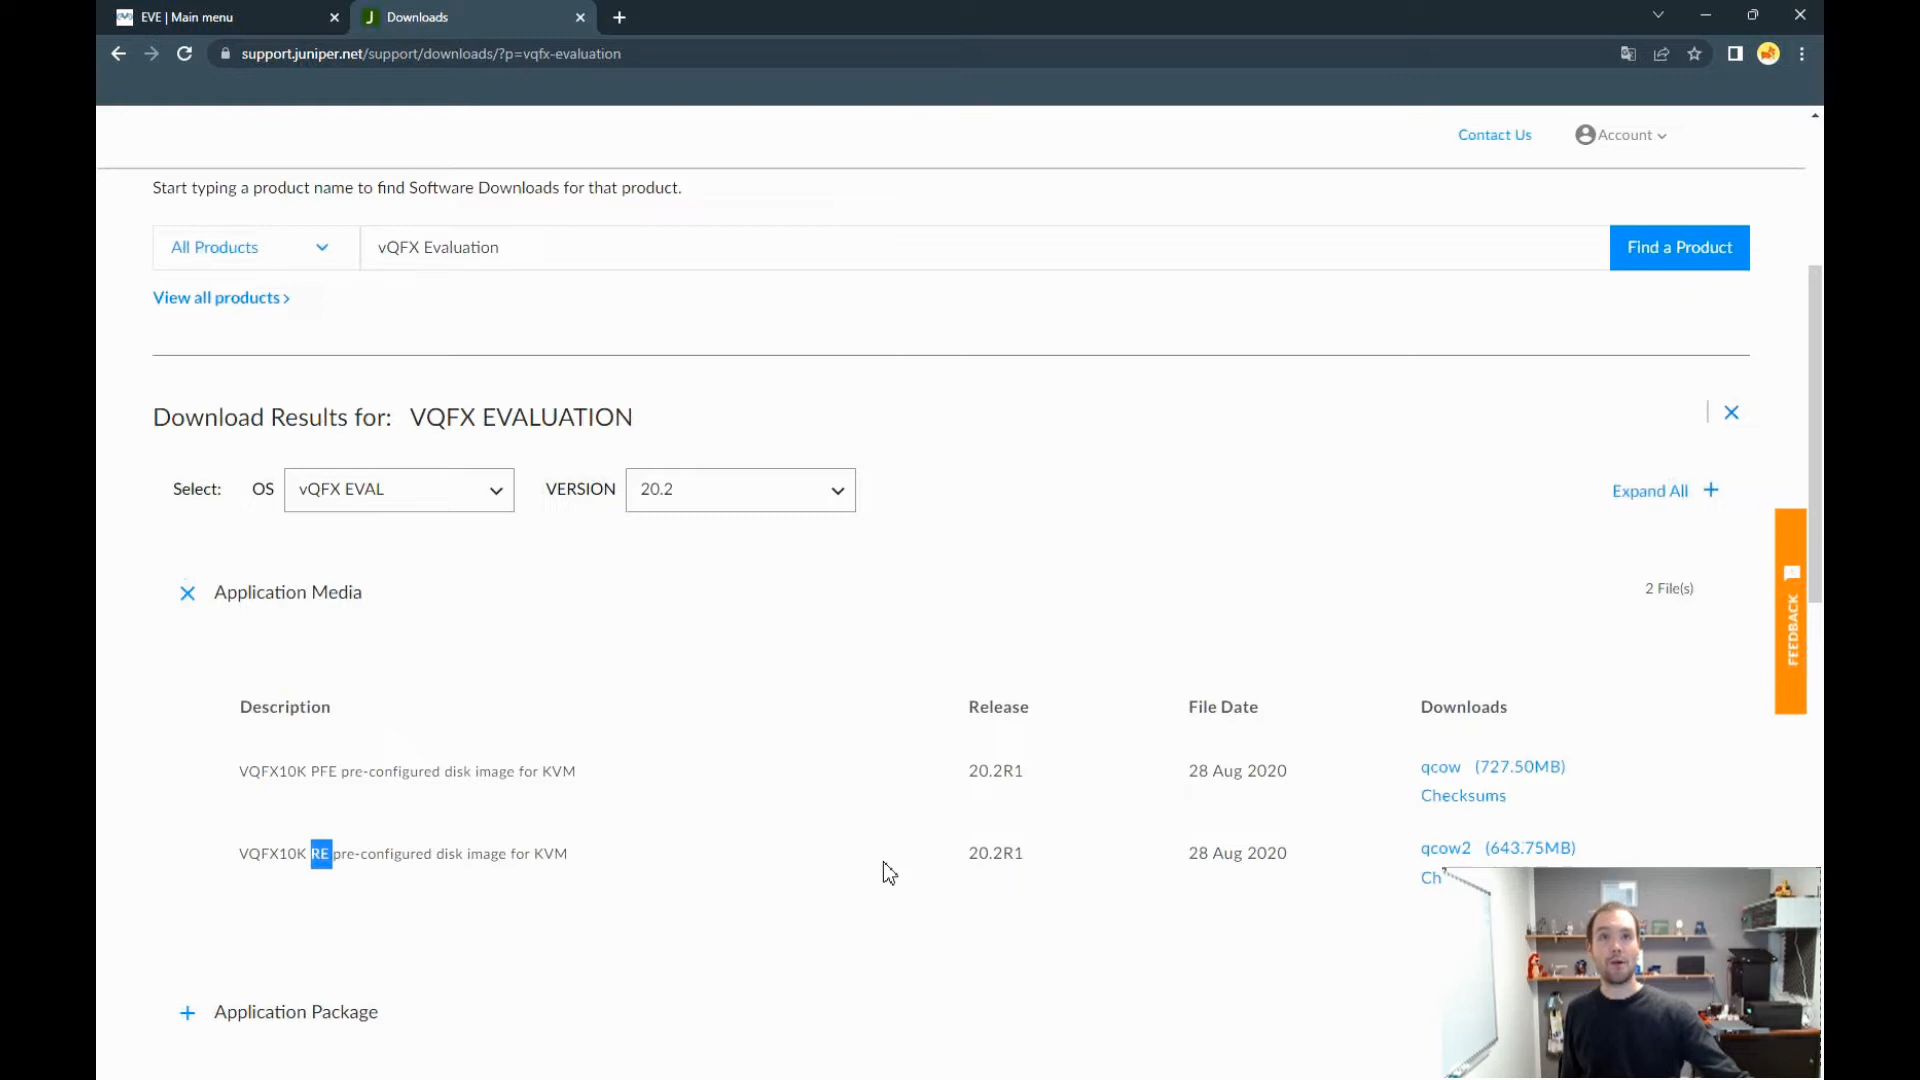 EVE | Main menu
Downloads
support.juniper.net/support/downloads/?p=vqfx-evaluation
Contact Us
Account
Start typing a product name to find Software Downloads for that product.
All Products
vQFX Evaluation
Find a Product
View all products >
Download Results for: VQFX EVALUATION
Select: OS vQFX EVAL VERSION 20.2
Expand All +
FEEDBACK
Application Media
2 File(s)
Description Release File Date Downloads
VQFX10K PFE pre-configured disk image for KVM 20.2R1 28 Aug 2020 qcow (727.50MB)
Checksums
VQFX10K RE pre-configured disk image for KVM 20.2R1 28 Aug 2020 qcow2 (643.75MB)
Ch
+ Application Package